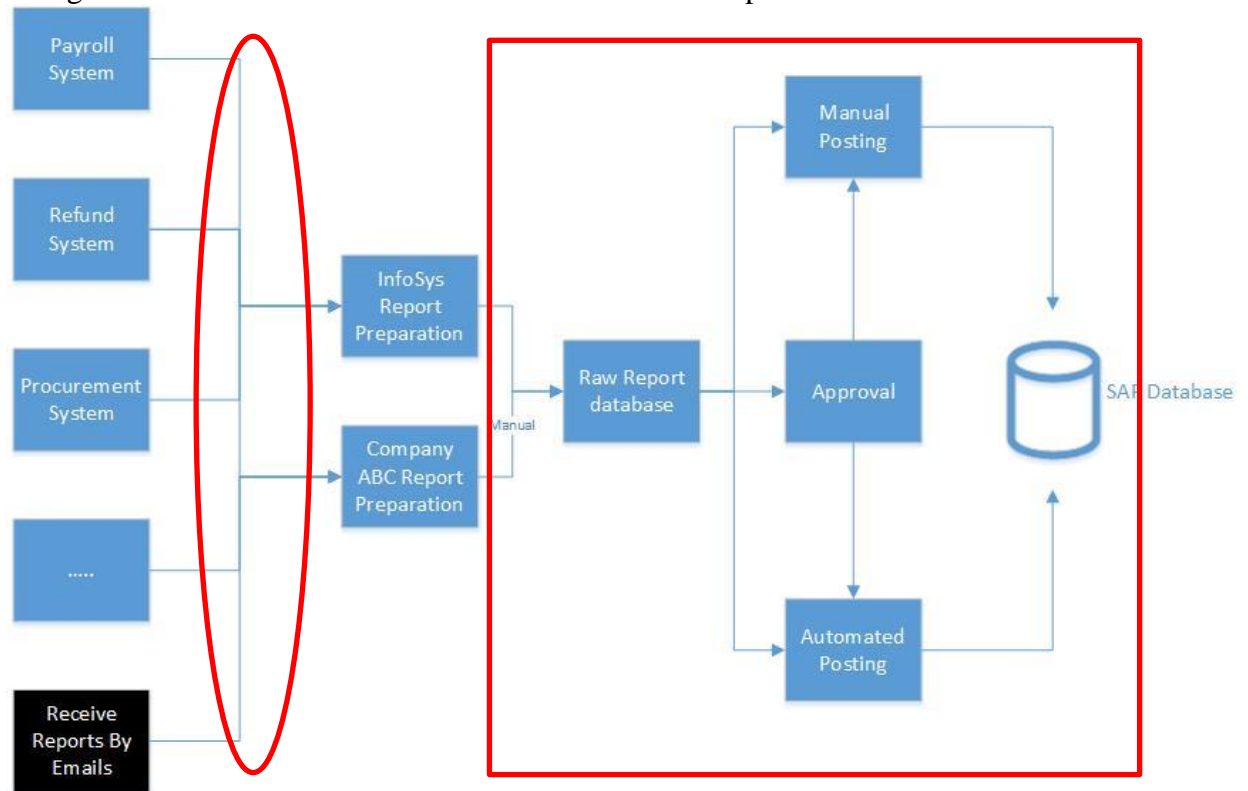 Payroll
System
Refund
System
Procurement
System
.....
Receive
Reports By
Emails
InfoSys
Report
Preparation
Company
ABC Report
Preparation
Manual
Raw Report
database
Manual
Posting
Approval
Automated
Posting
SAP Database